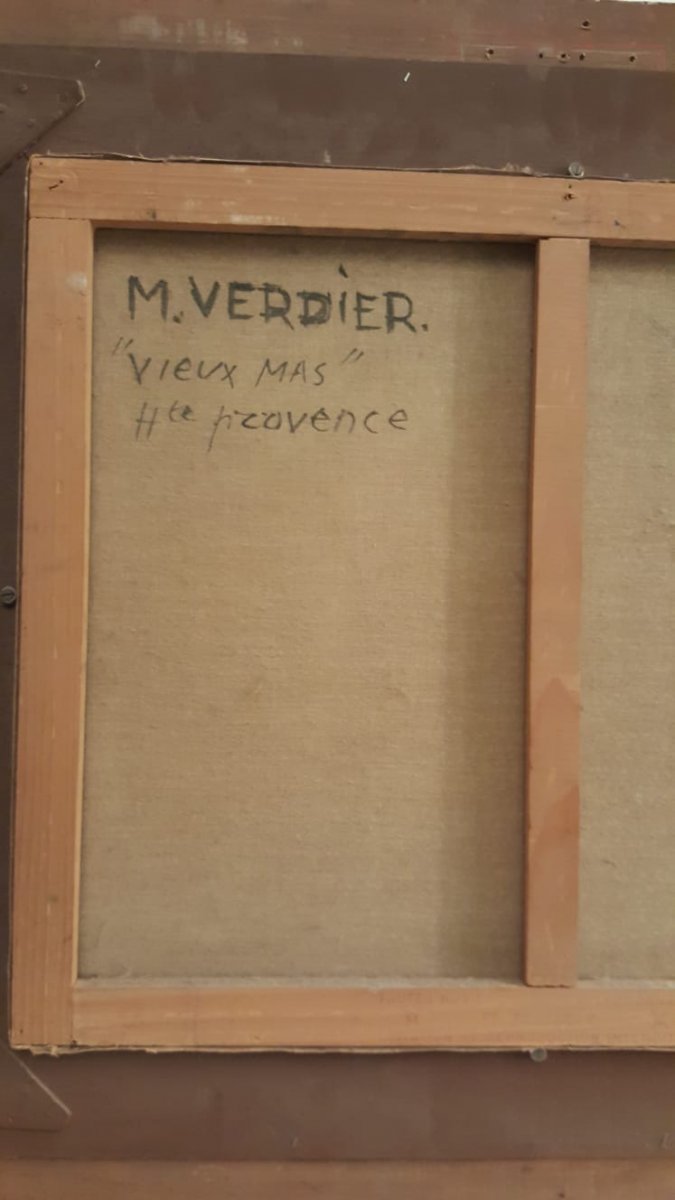 M. VERDIER.
"Vieux MAS"
Hte provence